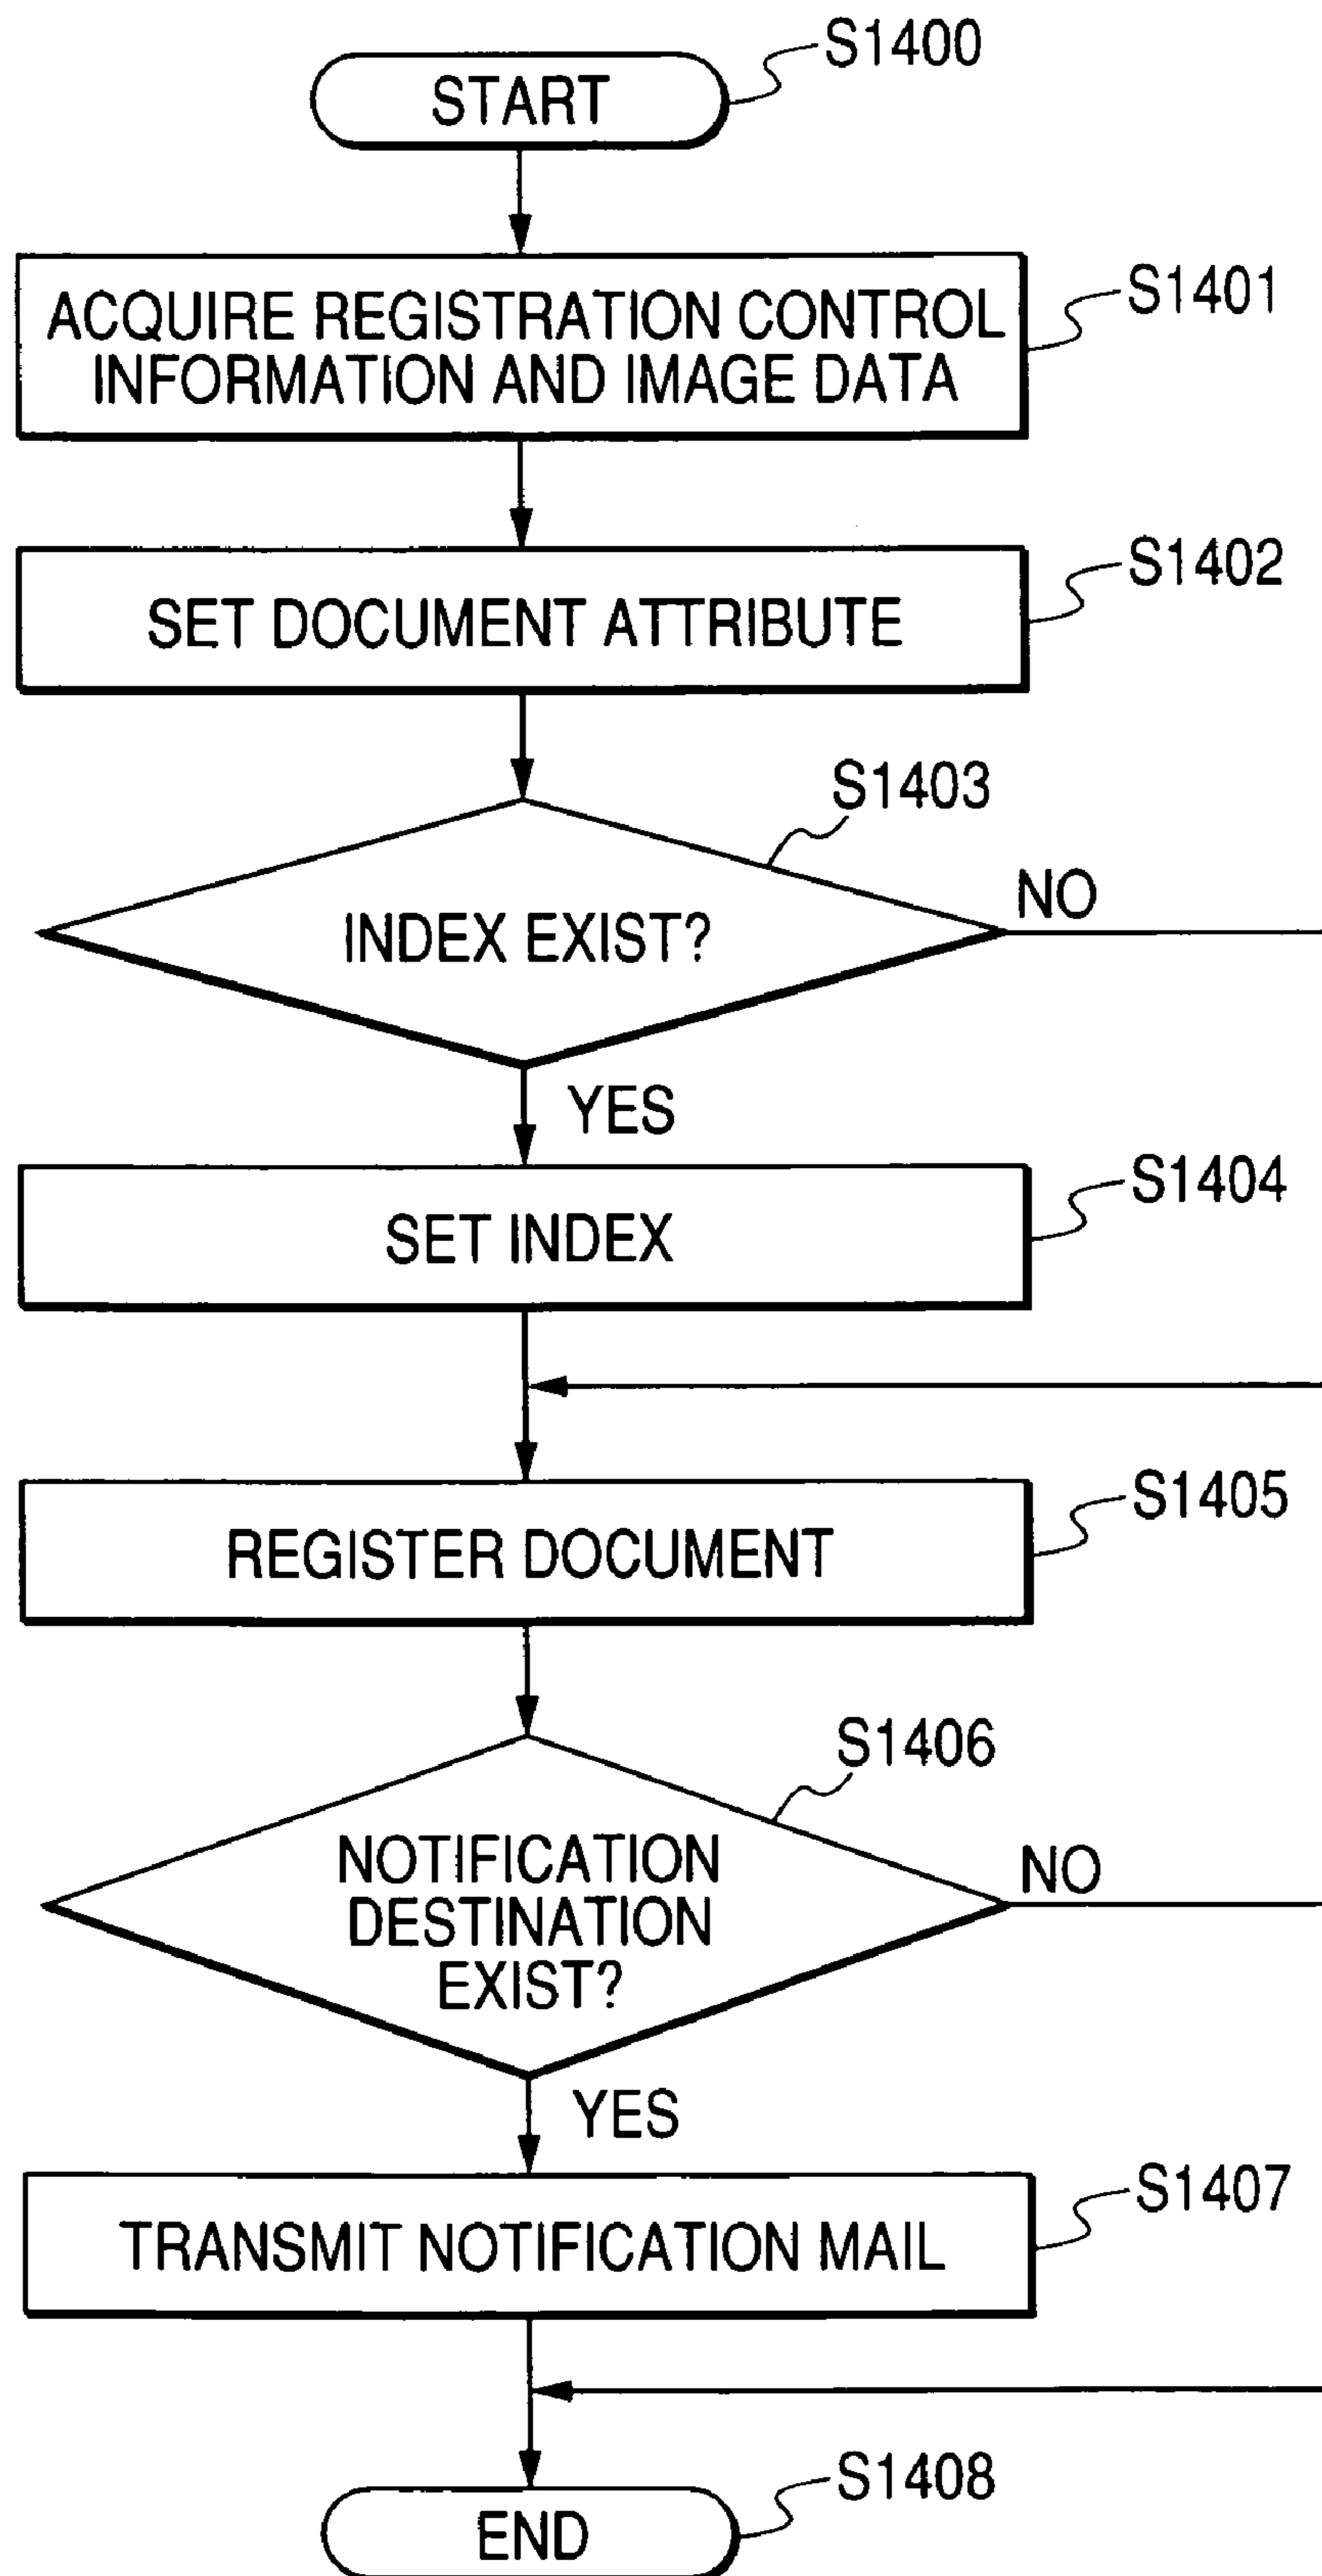 S1400
START
S1401
ACQUIRE REGISTRATION CONTROL
INFORMATION AND IMAGE DATA
S1402
SET DOCUMENT ATTRIBUTE
S1403
INDEX EXIST?
NO
YES
S1404
SET INDEX
S1405
REGISTER DOCUMENT
S1406
NOTIFICATION
DESTINATION
EXIST?
NO
YES
S1407
TRANSMIT NOTIFICATION MAIL
S1408
END